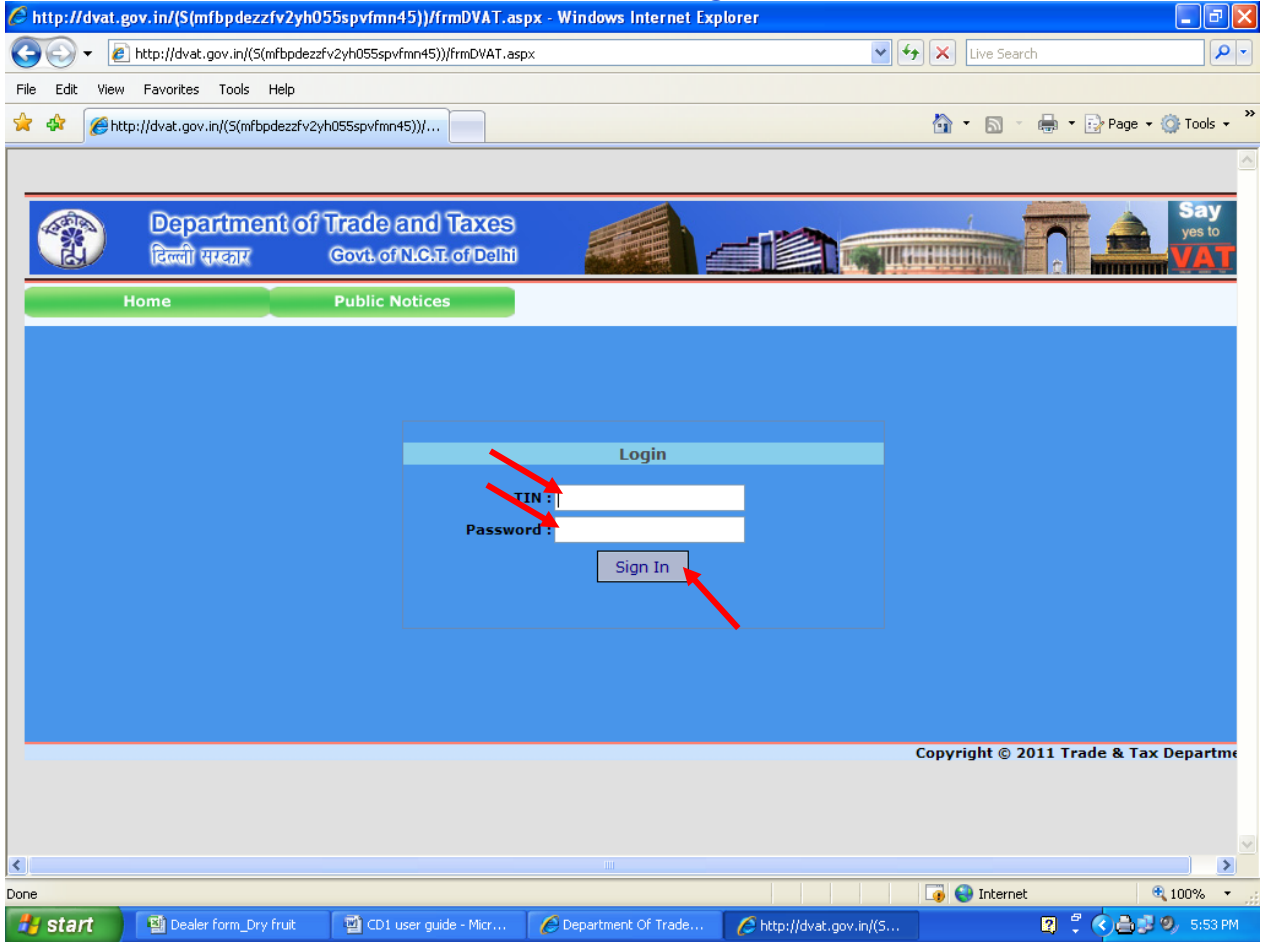 http://dvat.gov.in/(S(mfbpdezzfv2yh055spvfmn45))/frmDVAT.aspx - Windows Internet Explorer
http://dvat.gov.in/(S(mfbpdezzfv2yh055spvfmn45))/frmDVAT.aspx
Live Search
File Edit View Favorites Tools Help
http://dvat.gov.in/(S(mfbpdezzfv2yh055spvfmn45))/...
Page Tools
Department of Trade and Taxes
दिल्ली सरकार Govt. of N.C.T. of Delhi
Say
yes to
VAT
Home Public Notices
Login
TIN :
Password :
Sign In
Copyright © 2011 Trade & Tax Departme
Done Internet 100%
start Dealer form_Dry fruit CD1 user guide - Micr... Department Of Trade... http://dvat.gov.in/(S... 5:53 PM